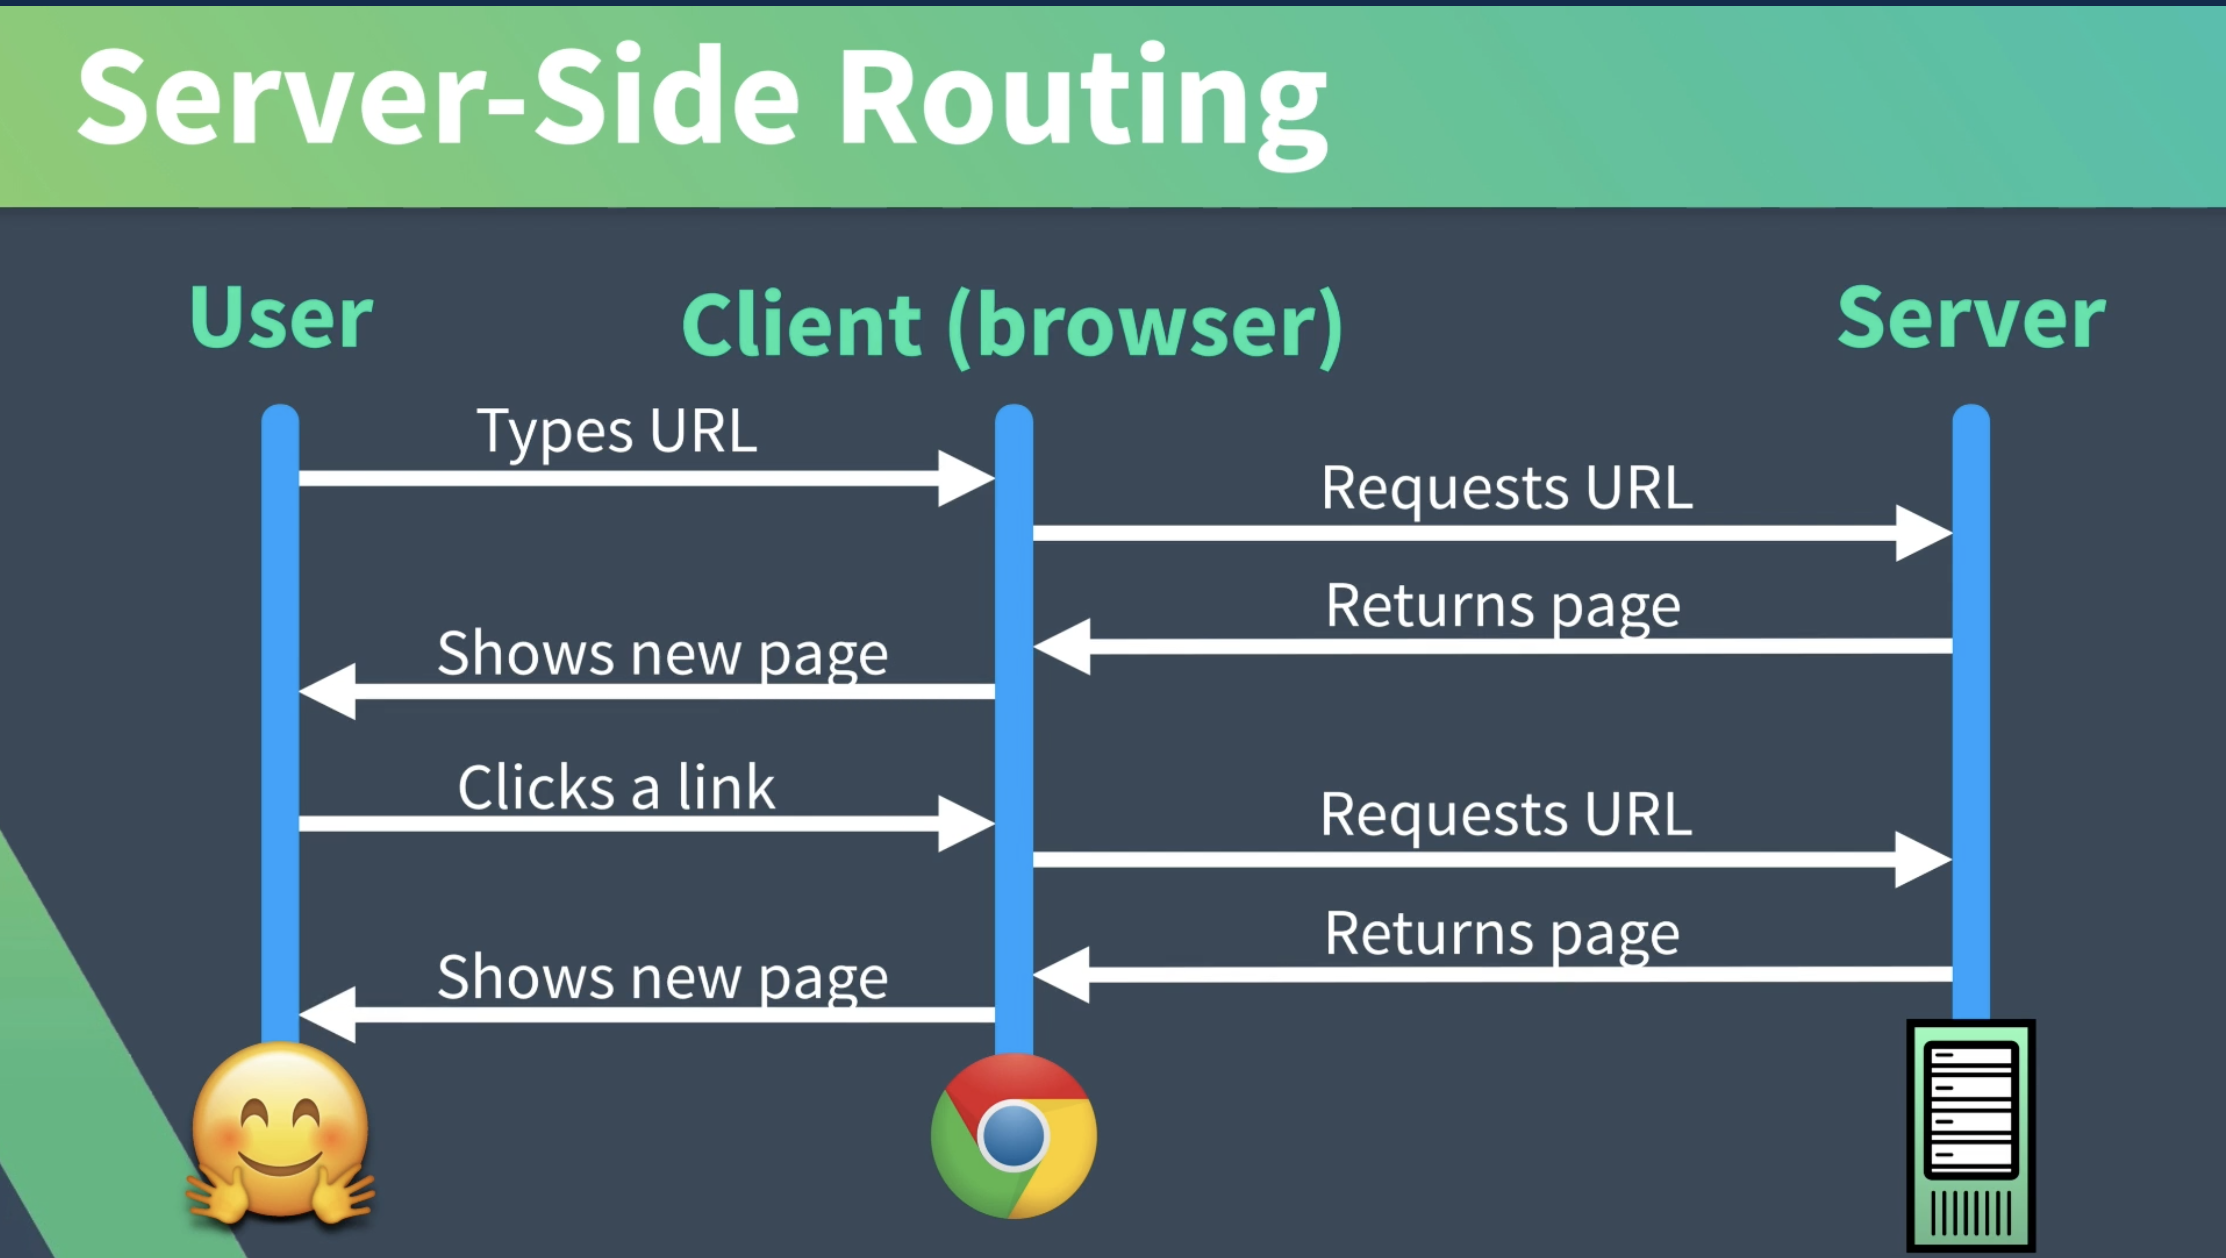 Server-Side Routing
User
Client (browser)
Server
Types URL
Requests URL
Returns page
Shows new page
Clicks a link
Requests URL
Returns page
Shows new page